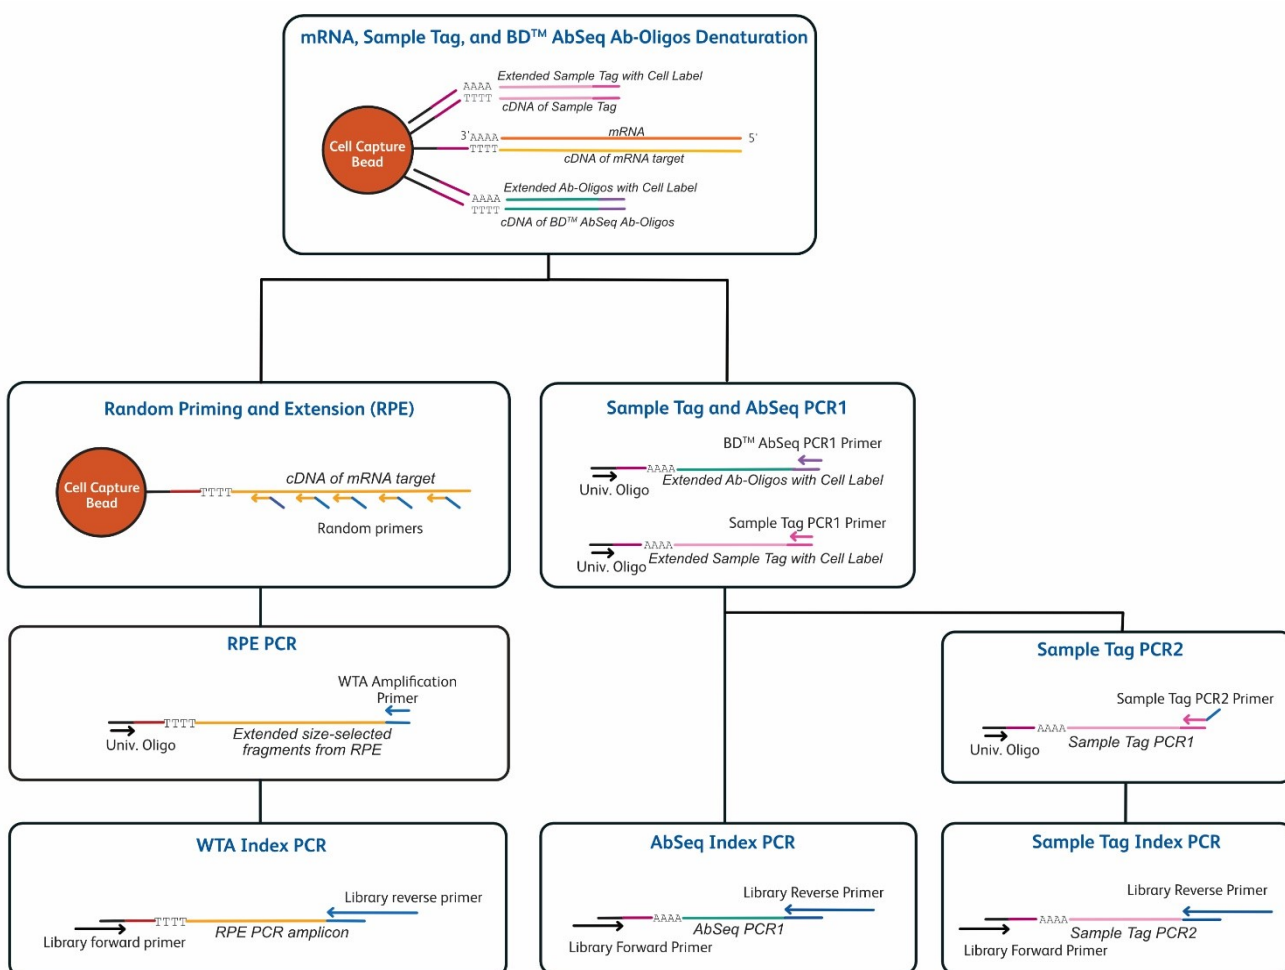 mRNA, Sample Tag, and BD™ AbSeq Ab-Oligos Denaturation
Extended Sample Tag with Cell Label
AAAA
TTTT
cDNA of Sample Tag
Cell Capture
Bead
3' AAAA
mRNA
5'
TTTT
cDNA of mRNA target
Extended Ab-Oligos with Cell Label
AAAA
TTTT
cDNA of BD™ AbSeq Ab-Oligos
Random Priming and Extension (RPE)
Cell Capture
Bead
TTTT
cDNA of mRNA target
Random primers
Sample Tag and AbSeq PCR1
BD™ AbSeq PCR1 Primer
AAAA
Univ. Oligo
Extended Ab-Oligos with Cell Label
Sample Tag PCR1 Primer
AAAA
Univ. Oligo
Extended Sample Tag with Cell Label
RPE PCR
WTA Amplification
Primer
TTTT
Univ. Oligo
Extended size-selected
fragments from RPE
Sample Tag PCR2
Sample Tag PCR2 Primer
AAAA
Univ. Oligo
Sample Tag PCR1
WTA Index PCR
Library reverse primer
TTTT
Library forward primer
RPE PCR amplicon
AbSeq Index PCR
Library Reverse Primer
AAAA
AbSeq PCR1
Library Forward Primer
Sample Tag Index PCR
Library Reverse Primer
AAAA
Sample Tag PCR2
Library Forward Primer